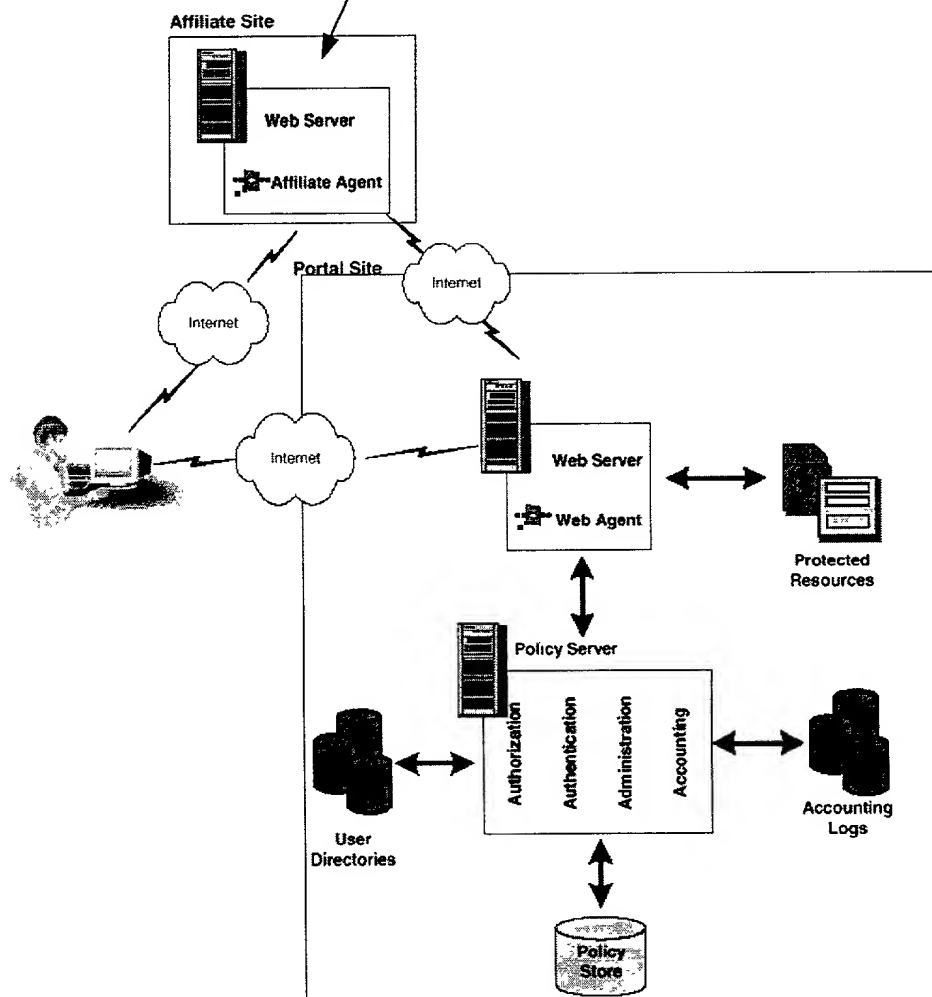 Affiliate Site
Web Server
Affiliate Agent
Portal Site
Internet
Internet
Internet
Web Server
Web Agent
Protected
Resources
Policy Server
Authorization
Authentication
Administration
Accounting
User
Directories
Accounting
Logs
Policy
Store